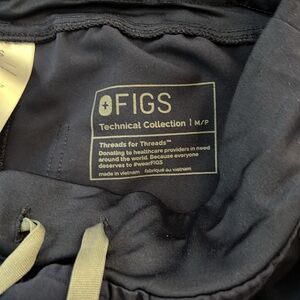 FIGS
Technical Collection | M/P
Threads for Threads™
Donating to healthcare providers in need
around the world. Because everyone
deserves to #wearFIGS
made in vietnam fabriqué au vietnam